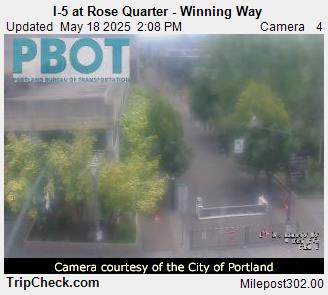 I-5 at Rose Quarter - Winning Way
Updated May 18 2025 2:08 PM Camera 4
PBOT
PORTLAND BUREAU OF TRANSPORTATION
Camera courtesy of the City of Portland
TripCheck.com Milepost302.00